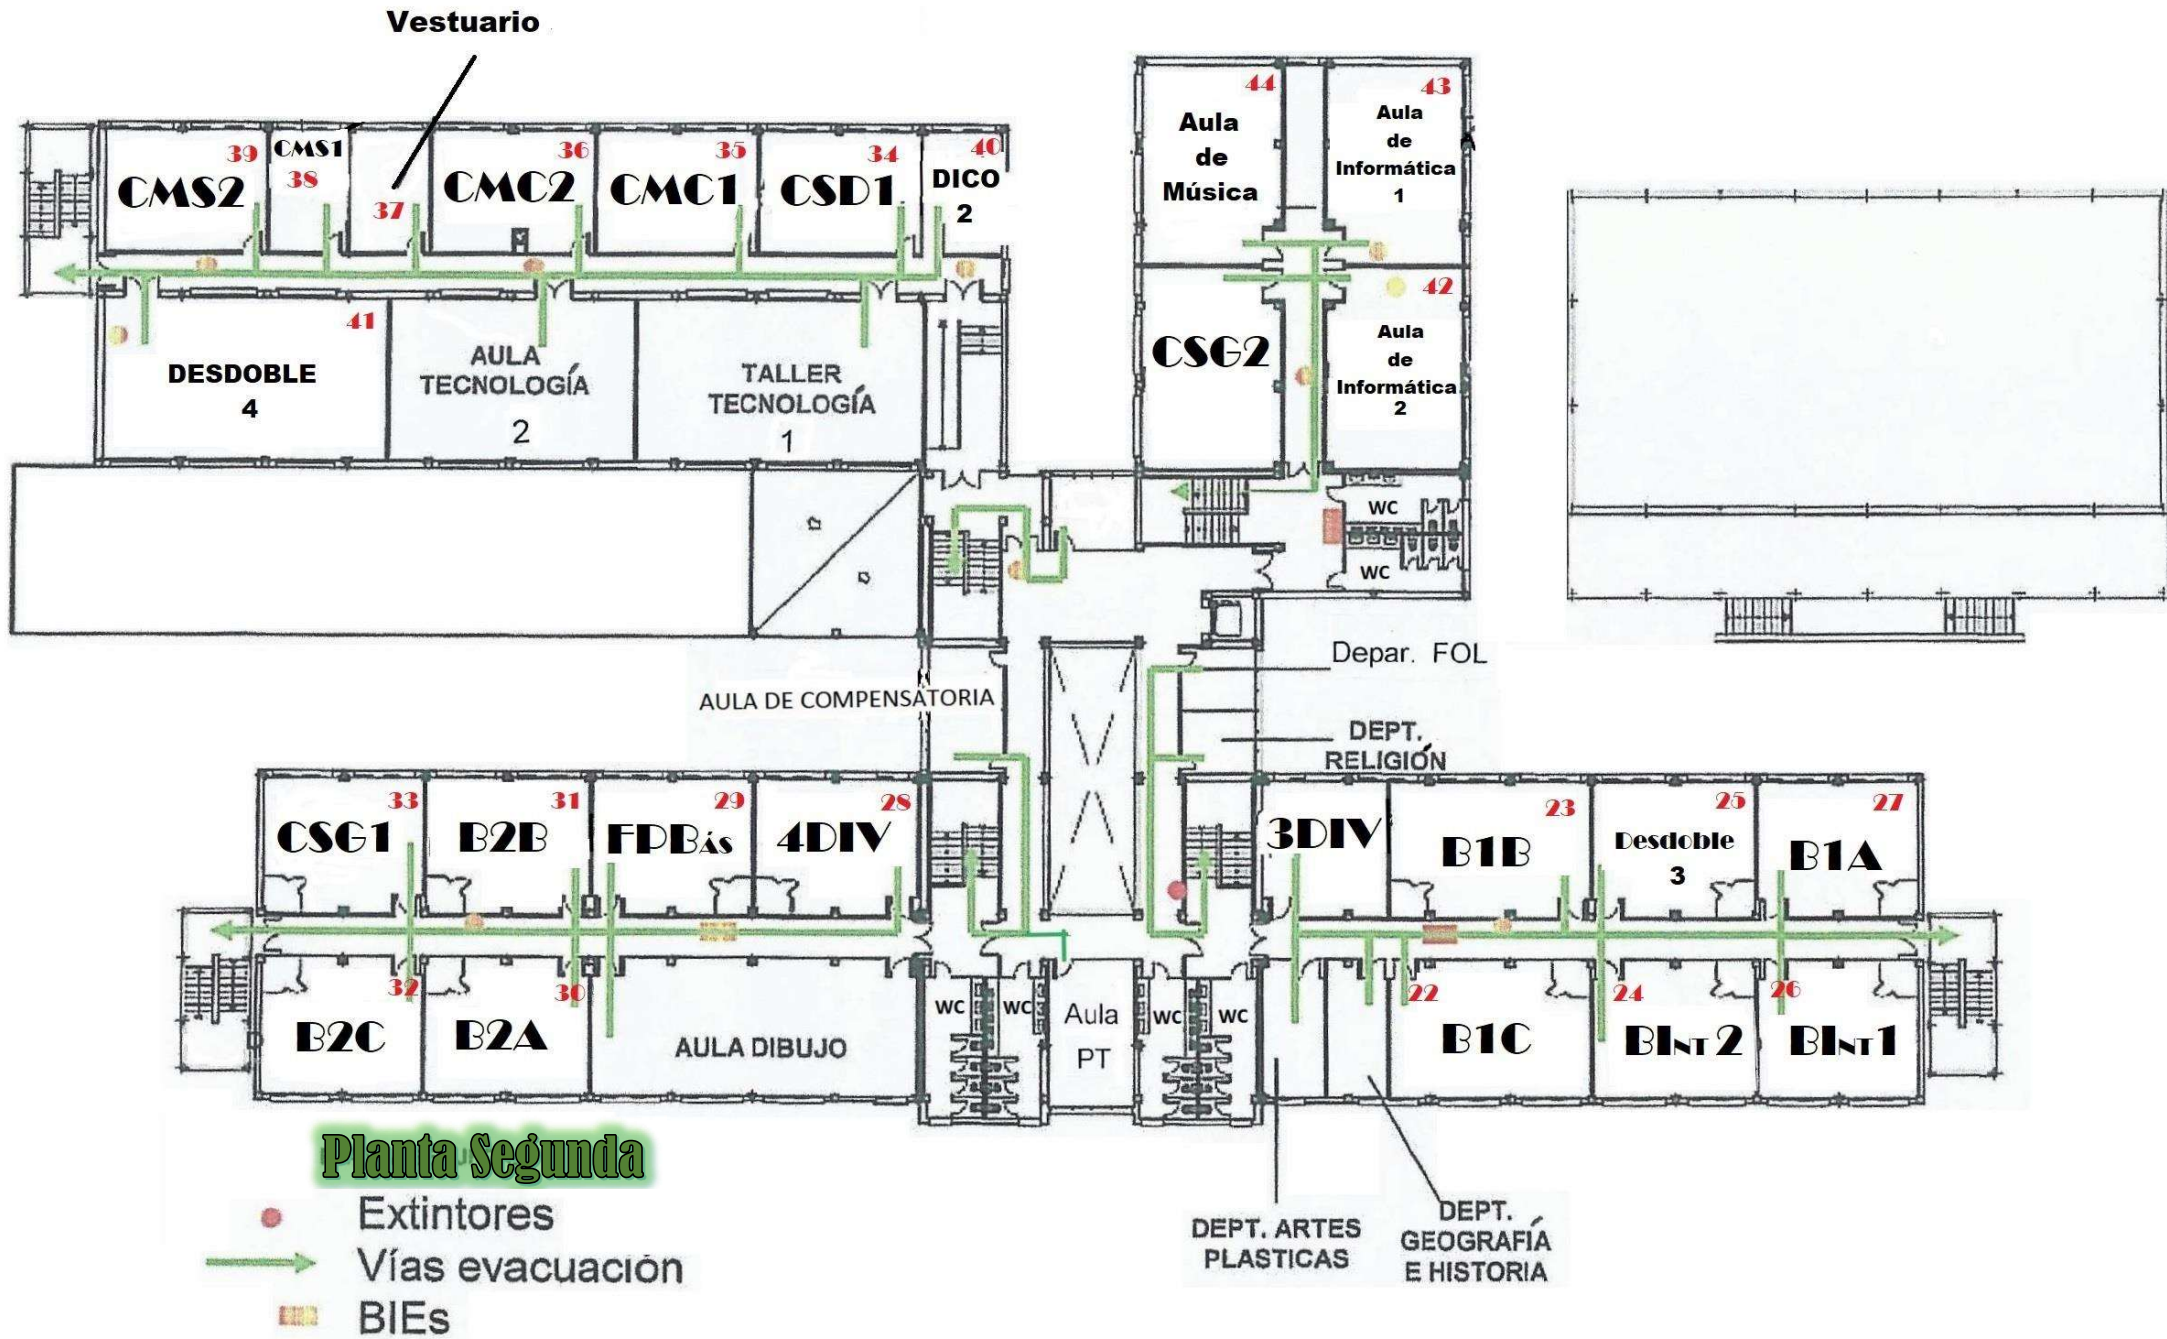 Vestuario
44
43
Aula
de
Música
Aula
de
Informática
1
A
39
CMS2
CMS1
38
37
36
CMC2
35
CMC1
34
CSD1
40
DICO
2
41
DESDOBLE
4
AULA
TECNOLOGÍA
2
TALLER
TECNOLOGÍA
1
CSG2
42
Aula
de
Informática
2
WC
WC
Depar. FOL
AULA DE COMPENSATORIA
DEPT.
RELIGIÓN
33
CSG1
31
B2B
29
FPBÁS
28
4DIV
3DIV
23
B1B
25
Desdoble
3
27
B1A
32
B2C
30
B2A
AULA DIBUJO
WC
WC
Aula
PT
WC
WC
22
B1C
24
BINT 2
26
BINT 1
Planta Segunda
Extintores
Vías evacuación
BIEs
DEPT. ARTES
PLASTICAS
DEPT.
GEOGRAFÍA
E HISTORIA